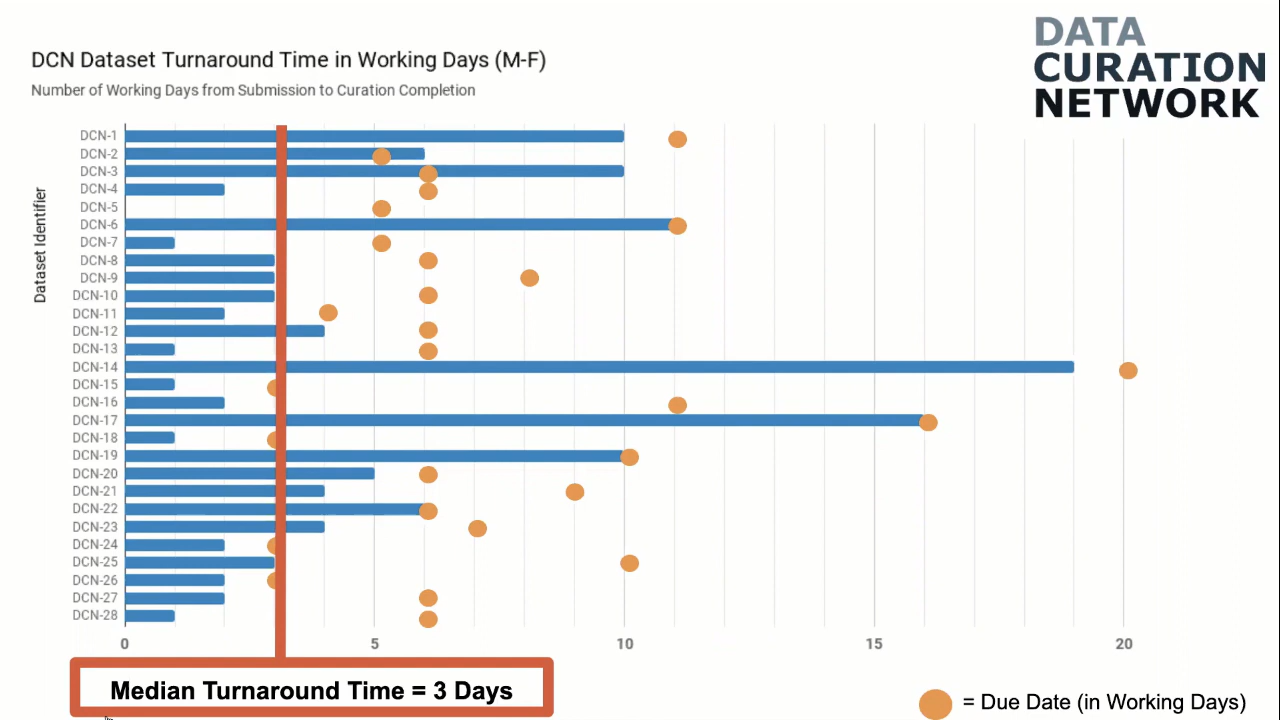 DATA
CURATION
NETWORK
DCN Dataset Turnaround Time in Working Days (M-F)
Number of Working Days from Submission to Curation Completion
Dataset Identifier
DCN-1
DCN-2
DCN-3
DCN-4
DCN-5
DCN-6
DCN-7
DCN-8
DCN-9
DCN-10
DCN-11
DCN-12
DCN-13
DCN-14
DCN-15
DCN-16
DCN-17
DCN-18
DCN-19
DCN-20
DCN-21
DCN-22
DCN-23
DCN-24
DCN-25
DCN-26
DCN-27
DCN-28
0 5 10 15 20
Median Turnaround Time = 3 Days
= Due Date (in Working Days)